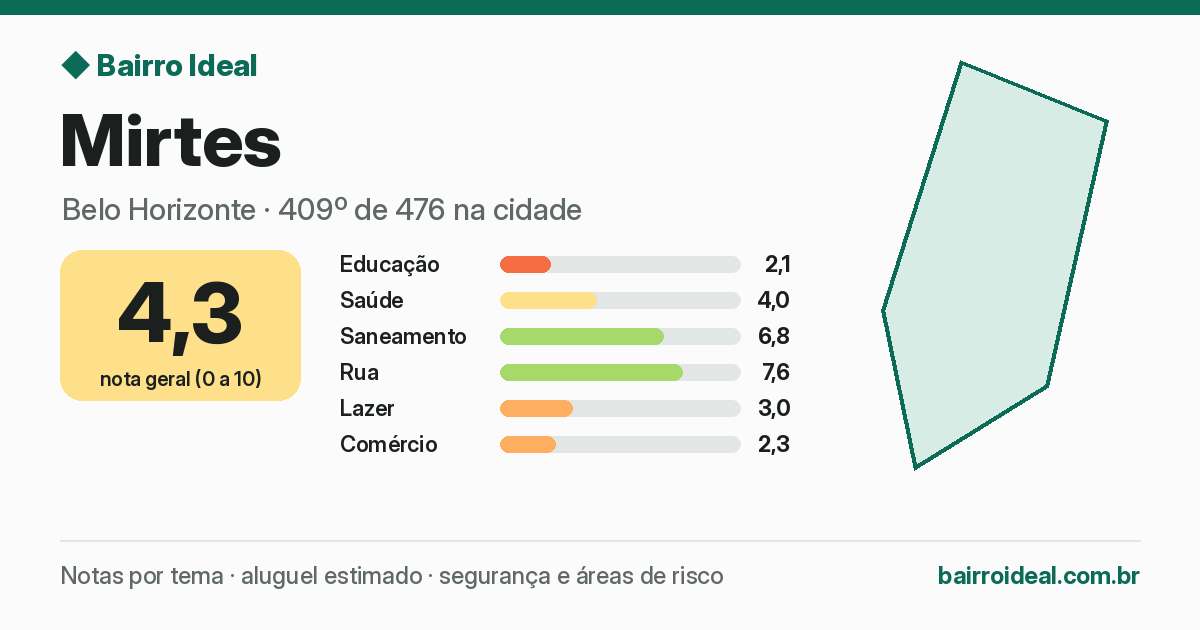 Bairro Ideal
Mirtes
Belo Horizonte · 409º de 476 na cidade
4,3
nota geral (0 a 10)
Educação 2,1
Saúde 4,0
Saneamento 6,8
Rua 7,6
Lazer 3,0
Comércio 2,3
Notas por tema · aluguel estimado · segurança e áreas de risco
bairroideal.com.br